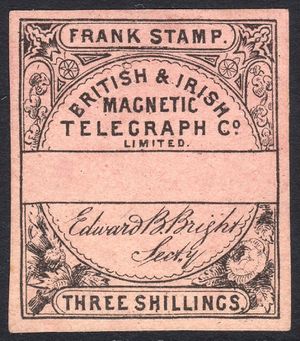 FRANK STAMP.
BRITISH & IRISH
MAGNETIC
TELEGRAPH Co.
LIMITED.
Edward B. Bright
Secty
THREE SHILLINGS.